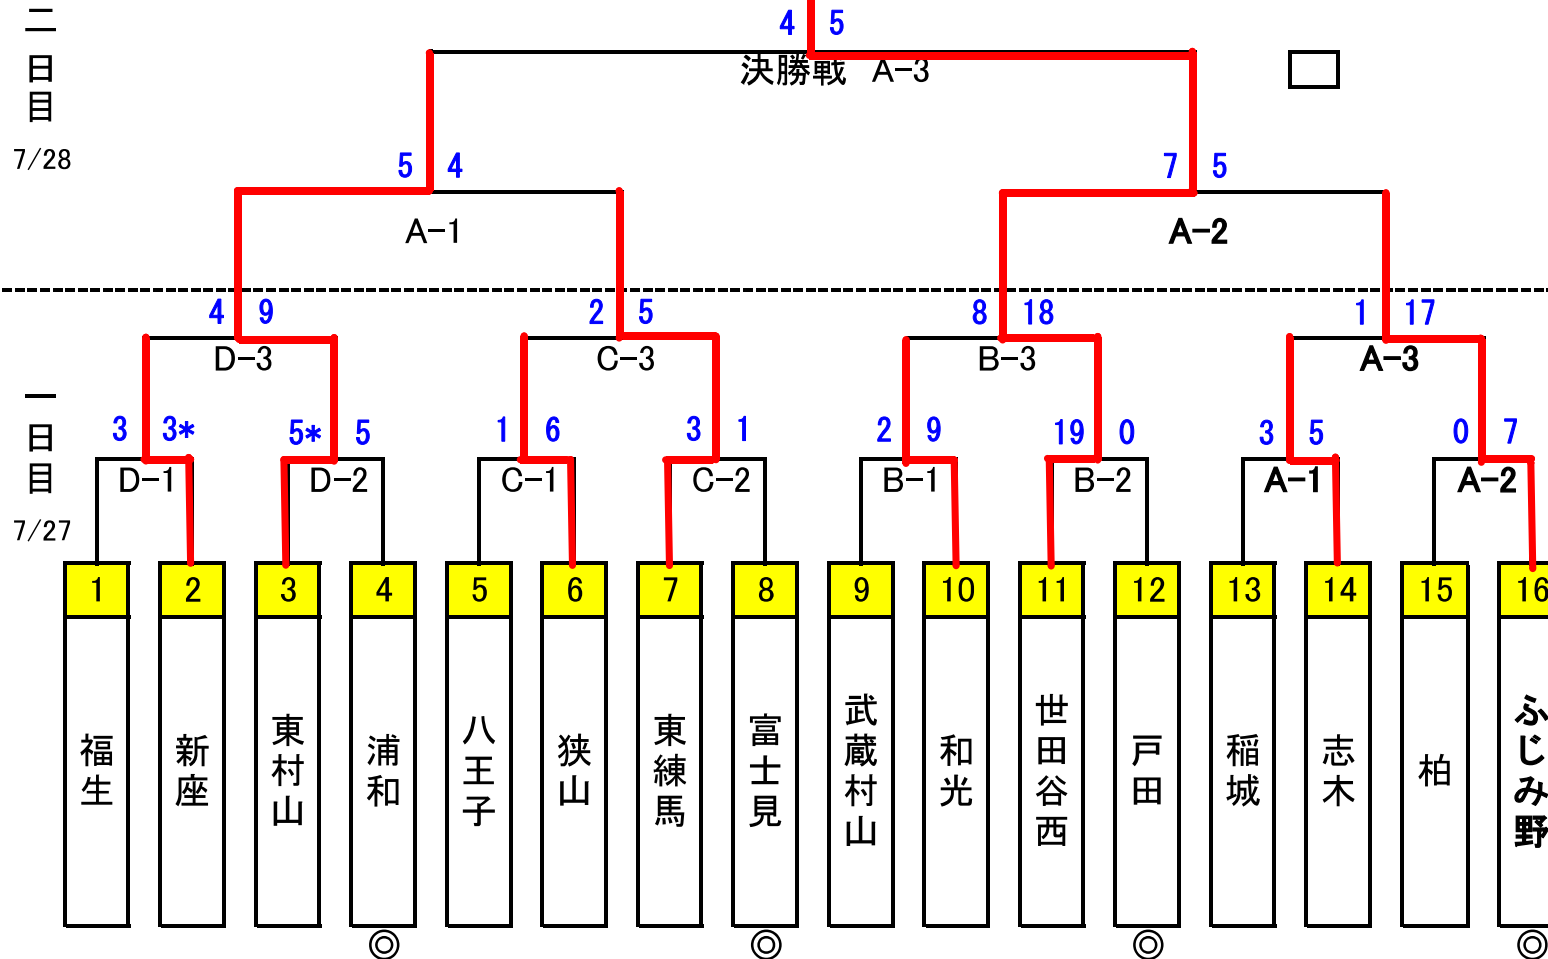 4 5
二日目
決勝戦 A-3
7/28
5 4 7 5
A-1 A-2
4 9 2 5 8 18 1 17
D-3 C-3 B-3 A-3
一日目
3 3* 5* 5 1 6 3 1 2 9 19 0 3 5 0 7
D-1 D-2 C-1 C-2 B-1 B-2 A-1 A-2
7/27
1 2 3 4 5 6 7 8 9 10 11 12 13 14 15 16
福生
新座
東村山
浦和
八王子
狭山
東練馬
富士見
武蔵村山
和光
世田谷西
戸田
稲城
志木
柏
ふじみ野
◎ ◎ ◎ ◎